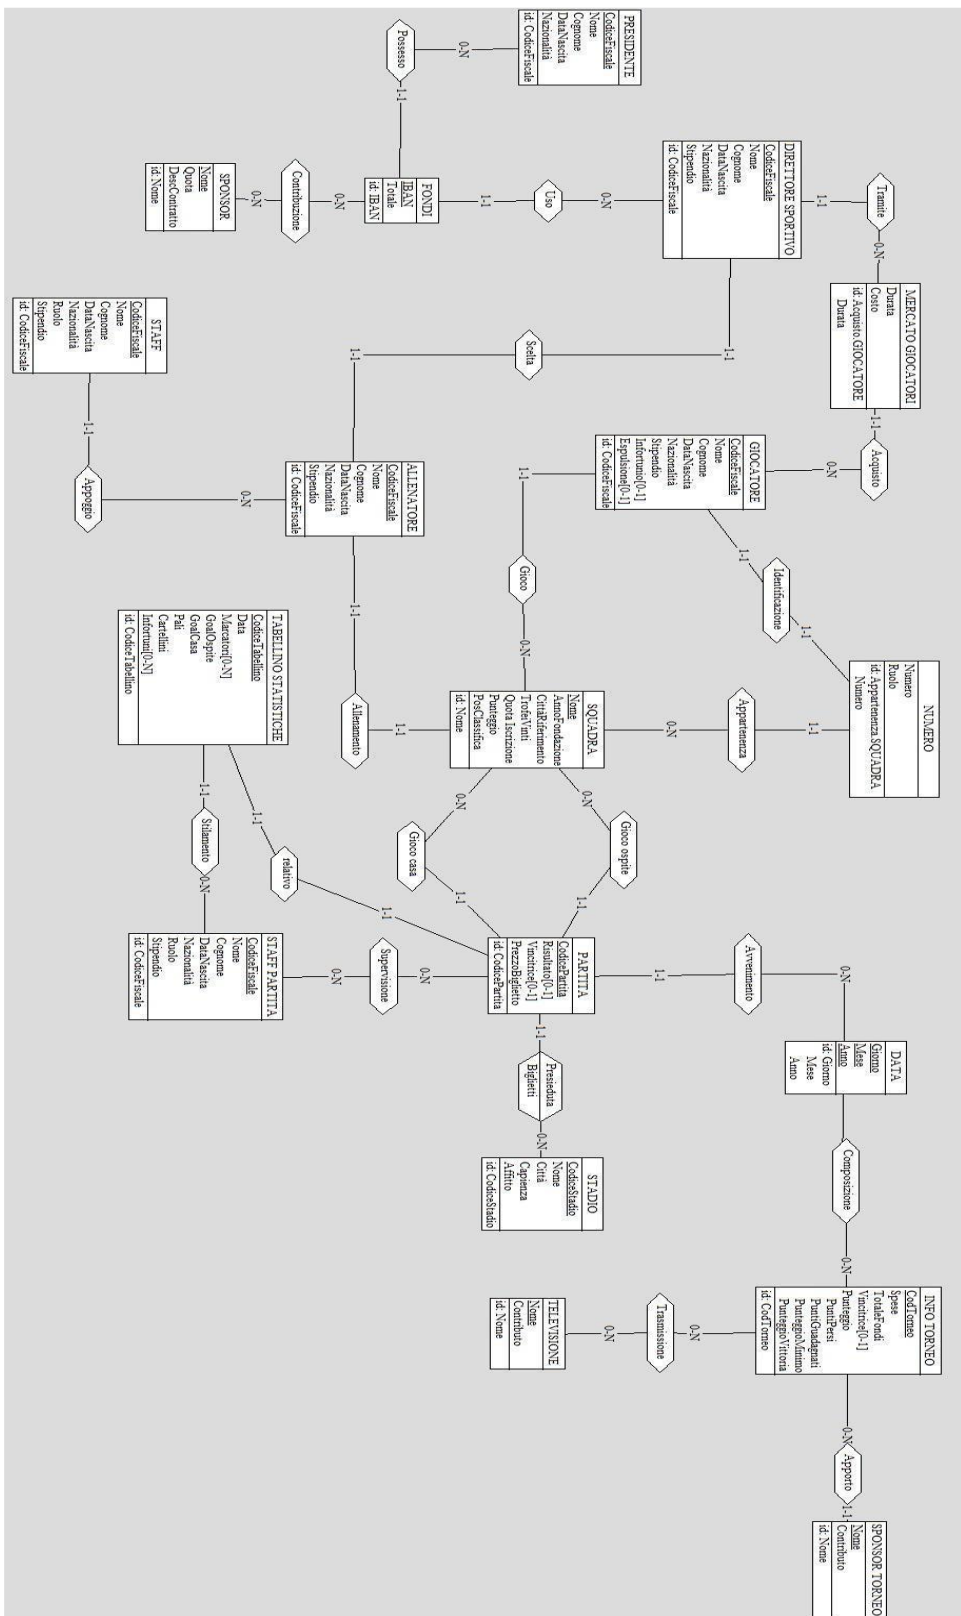 PRESIDENTE
CodiceFiscale
Nome
Cognome
DataNascita
Nazionalità
id: CodiceFiscale
0-N
Possesso
1-1
DIRETTORE SPORTIVO
CodiceFiscale
Nome
Cognome
DataNascita
Nazionalità
Stipendio
id: CodiceFiscale
1-1
Tramite
0-N
0-N
Uso
1-1
FONDI
IBAN
Totale
id: IBAN
0-N
Contribuzione
0-N
SPONSOR
Nome
Quota
DescContratto
id: Nome
MERCATO GIOCATORI
Durata
Costo
id: Acquisto.GIOCATORE
Durata
1-1
Acquisto
0-N
1-1
Scelta
1-1
STAFF
CodiceFiscale
Nome
Cognome
DataNascita
Nazionalità
Ruolo
Stipendio
id: CodiceFiscale
1-1
Appoggio
0-N
GIOCATORE
CodiceFiscale
Nome
Cognome
DataNascita
Nazionalità
Stipendio
Infortunio[0-1]
Espulsione[0-1]
id: CodiceFiscale
1-1
Identificazione
1-1
1-1
Gioco
0-N
ALLENATORE
CodiceFiscale
Nome
Cognome
DataNascita
Nazionalità
Stipendio
id: CodiceFiscale
1-1
Allenamento
1-1
NUMERO
Numero
Ruolo
id: Appartenenza.SQUADRA
Numero
1-1
Appartenenza
0-N
SQUADRA
Nome
AnnoFondazione
CittàRiferimento
TrofeiVinti
Quota Iscrizione
Punteggio
PosClassifica
id: Nome
0-N
Gioco ospite
1-1
0-N
Gioco casa
1-1
TABELLINO STATISTICHE
CodiceTabellino
Data
Marcatori[0-N]
GoalOspite
GoalCasa
Pali
Cartellini
Infortuni[0-N]
id: CodiceTabellino
1-1
relativo
1-1
1-1
Stilamento
0-N
STAFF PARTITA
CodiceFiscale
Nome
Cognome
DataNascita
Nazionalità
Ruolo
Stipendio
id: CodiceFiscale
0-N
Supervisione
0-N
PARTITA
CodicePartita
Risultato[0-1]
Vincitrice[0-1]
PrezzoBiglietto
id: CodicePartita
1-1
Avvenimento
0-N
DATA
Giorno
Mese
Anno
id: Giorno
Mese
Anno
Composizione
0-N
1-1
Presieduta
Biglietti
0-N
STADIO
CodiceStadio
Nome
Città
Capienza
Affitto
id: CodiceStadio
INFO TORNEO
CodTorneo
Spese
TotaleFondi
Vincitrice[0-1]
Punteggio
PuntiPersi
PuntiGuadagnati
PunteggioMinimo
PunteggioVittoria
id: CodTorneo
0-N
Trasmissione
0-N
TELEVISIONE
Nome
Contributo
id: Nome
0-N
Apporto
1-1
SPONSOR TORNEO
Nome
Contributo
id: Nome